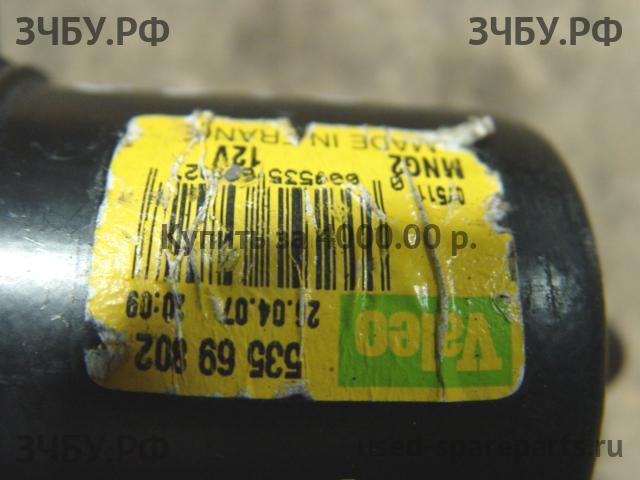 ЗЧБУ.РФ
ЗЧБУ.РФ
Valeo
535 69 802
21.04.07 20:09
12V
MNG2
MADE IN FRANCE
Купить за 4000.00 р.
ЗЧБУ.РФ
used-spareparts.ru